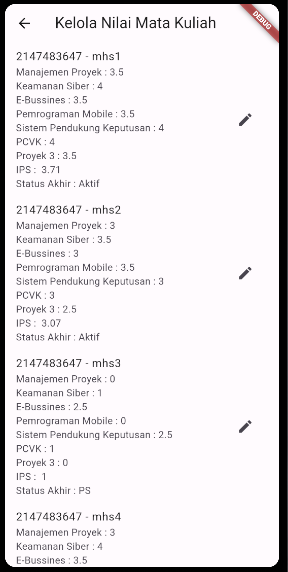 Kelola Nilai Mata Kuliah
DEBUG
2147483647 - mhs1
Manajemen Proyek : 3.5
Keamanan Siber : 4
E-Bussines : 3.5
Pemrograman Mobile : 3.5
Sistem Pendukung Keputusan : 4
PCVK : 4
Proyek 3 : 3.5
IPS :  3.71
Status Akhir : Aktif
2147483647 - mhs2
Manajemen Proyek : 3
Keamanan Siber : 3.5
E-Bussines : 3
Pemrograman Mobile : 3.5
Sistem Pendukung Keputusan : 3
PCVK : 3
Proyek 3 : 2.5
IPS :  3.07
Status Akhir : Aktif
2147483647 - mhs3
Manajemen Proyek : 0
Keamanan Siber : 1
E-Bussines : 2.5
Pemrograman Mobile : 0
Sistem Pendukung Keputusan : 2.5
PCVK : 1
Proyek 3 : 0
IPS :  1
Status Akhir : PS
2147483647 - mhs4
Manajemen Proyek : 3
Keamanan Siber : 4
E-Bussines : 3.5